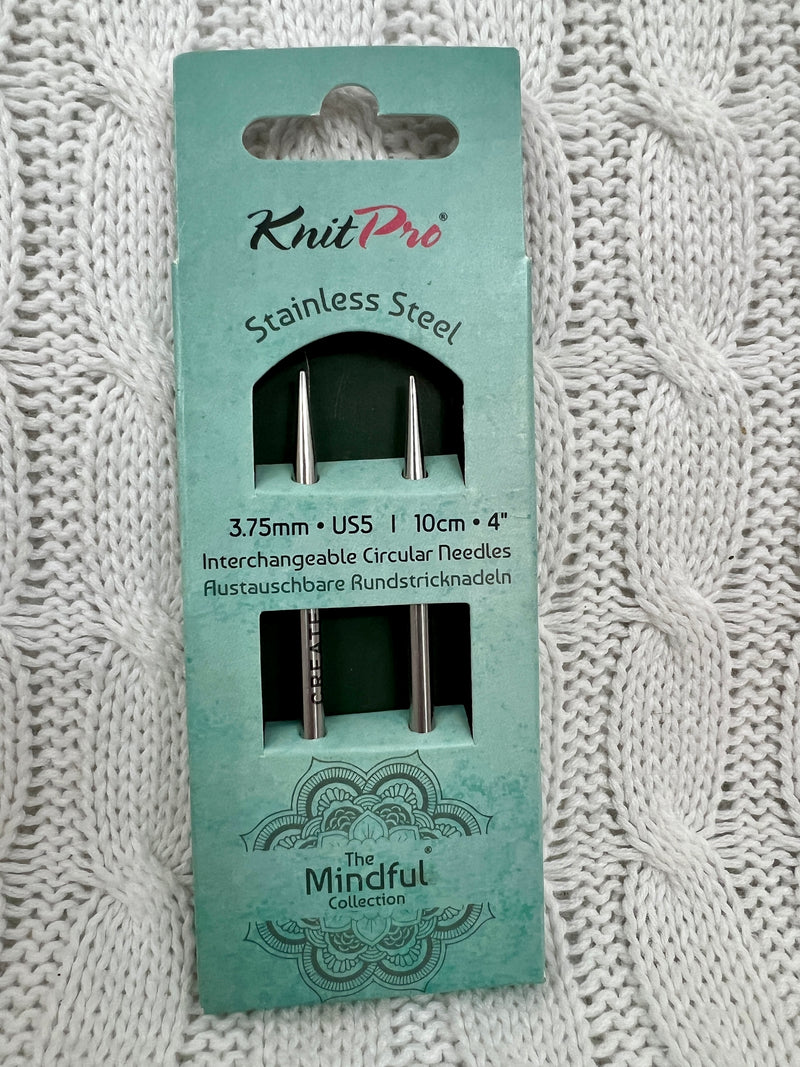 KnitPro®
Stainless Steel
3.75mm • US5 | 10cm • 4"
Interchangeable Circular Needles
Austauschbare Rundstricknadeln
CREATE
The
Mindful®
Collection